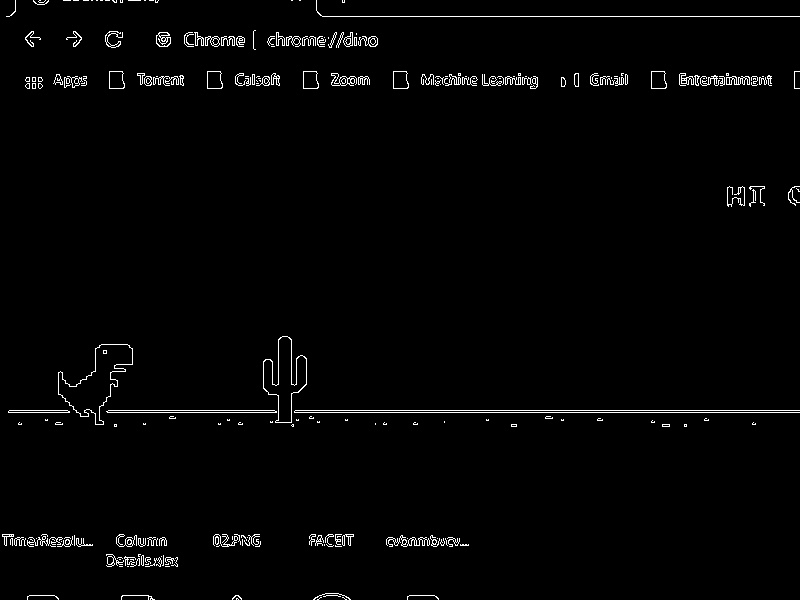 Chrome | chrome://dino
Apps Torrent Calsoft Zoom Machine Learning Gmail Entertainment
HI
TimerResolu... Column 02.PNG FACEIT cvbnmbvcv...
Details.xlsx